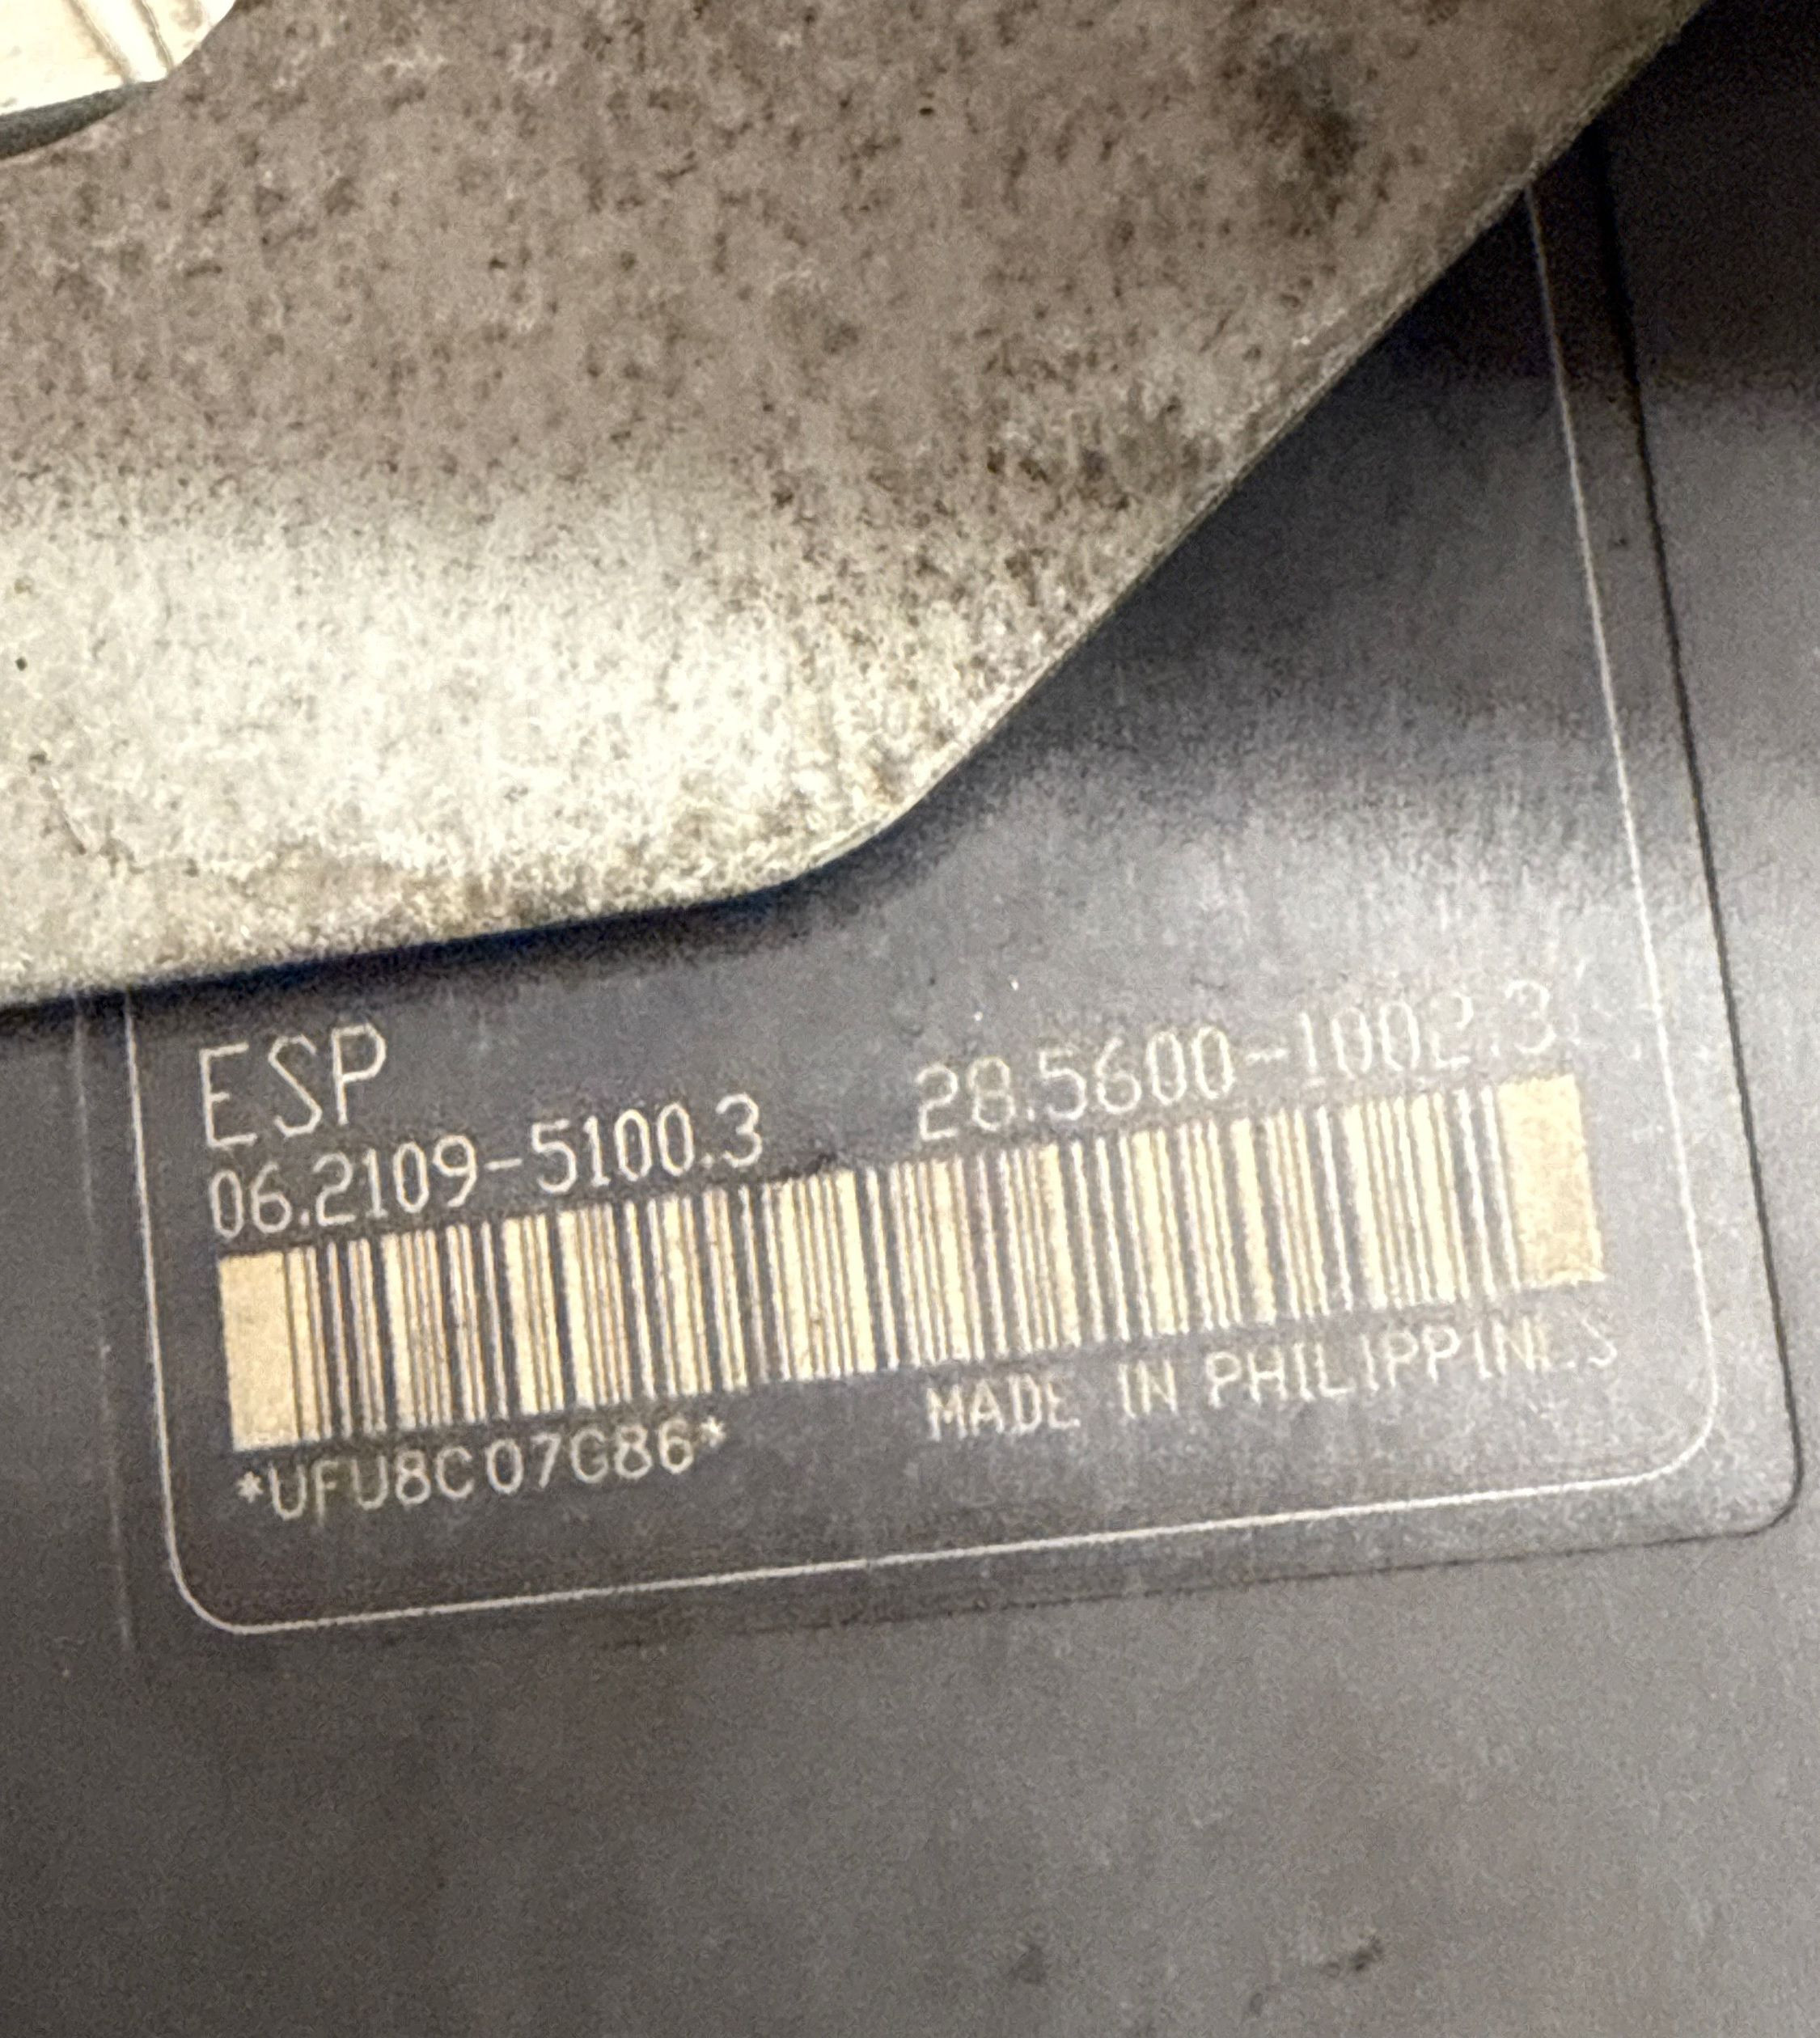 ESP
06.2109-5100.3 28.5600-1002.3
*UFU8C07G86*
MADE IN PHILIPPINES